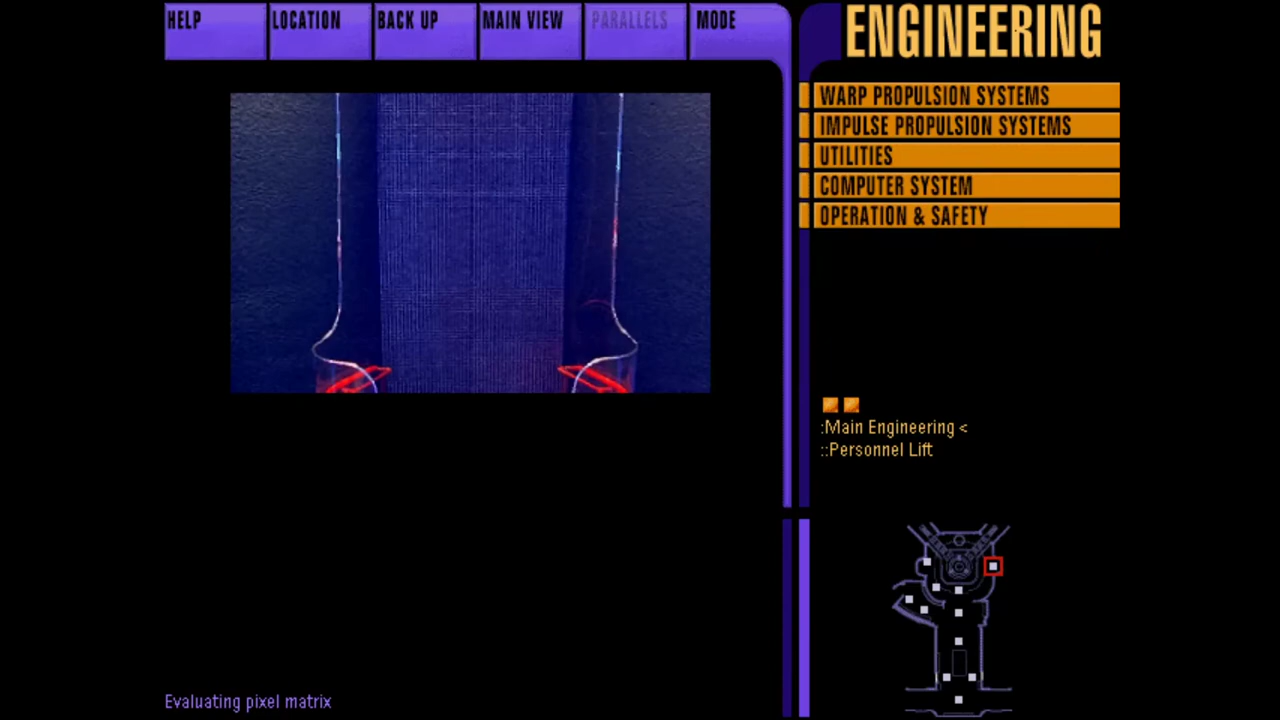 HELP
LOCATION
BACK UP
MAIN VIEW
PARALLELS
MODE
ENGINEERING
WARP PROPULSION SYSTEMS
IMPULSE PROPULSION SYSTEMS
UTILITIES
COMPUTER SYSTEM
OPERATION & SAFETY
:Main Engineering <
::Personnel Lift
Evaluating pixel matrix